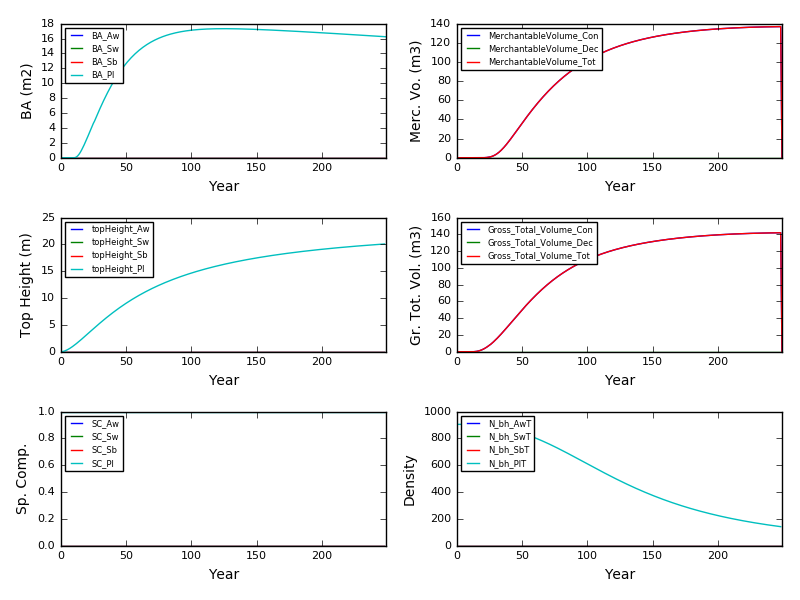 18
16
14
12
10
8
6
4
2
0
BA_Aw
BA_Sw
BA_Sb
BA_Pl
BA (m2)
0 50 100 150 200
Year
140
120
100
80
60
40
20
0
MerchantableVolume_Con
MerchantableVolume_Dec
MerchantableVolume_Tot
Merc. Vo. (m3)
0 50 100 150 200
Year
25
20
15
10
5
0
topHeight_Aw
topHeight_Sw
topHeight_Sb
topHeight_Pl
Top Height (m)
0 50 100 150 200
Year
160
140
120
100
80
60
40
20
0
Gross_Total_Volume_Con
Gross_Total_Volume_Dec
Gross_Total_Volume_Tot
Gr. Tot. Vol. (m3)
0 50 100 150 200
Year
1.0
0.8
0.6
0.4
0.2
0.0
SC_Aw
SC_Sw
SC_Sb
SC_Pl
Sp. Comp.
0 50 100 150 200
Year
1000
800
600
400
200
0
N_bh_AwT
N_bh_SwT
N_bh_SbT
N_bh_PlT
Density
0 50 100 150 200
Year